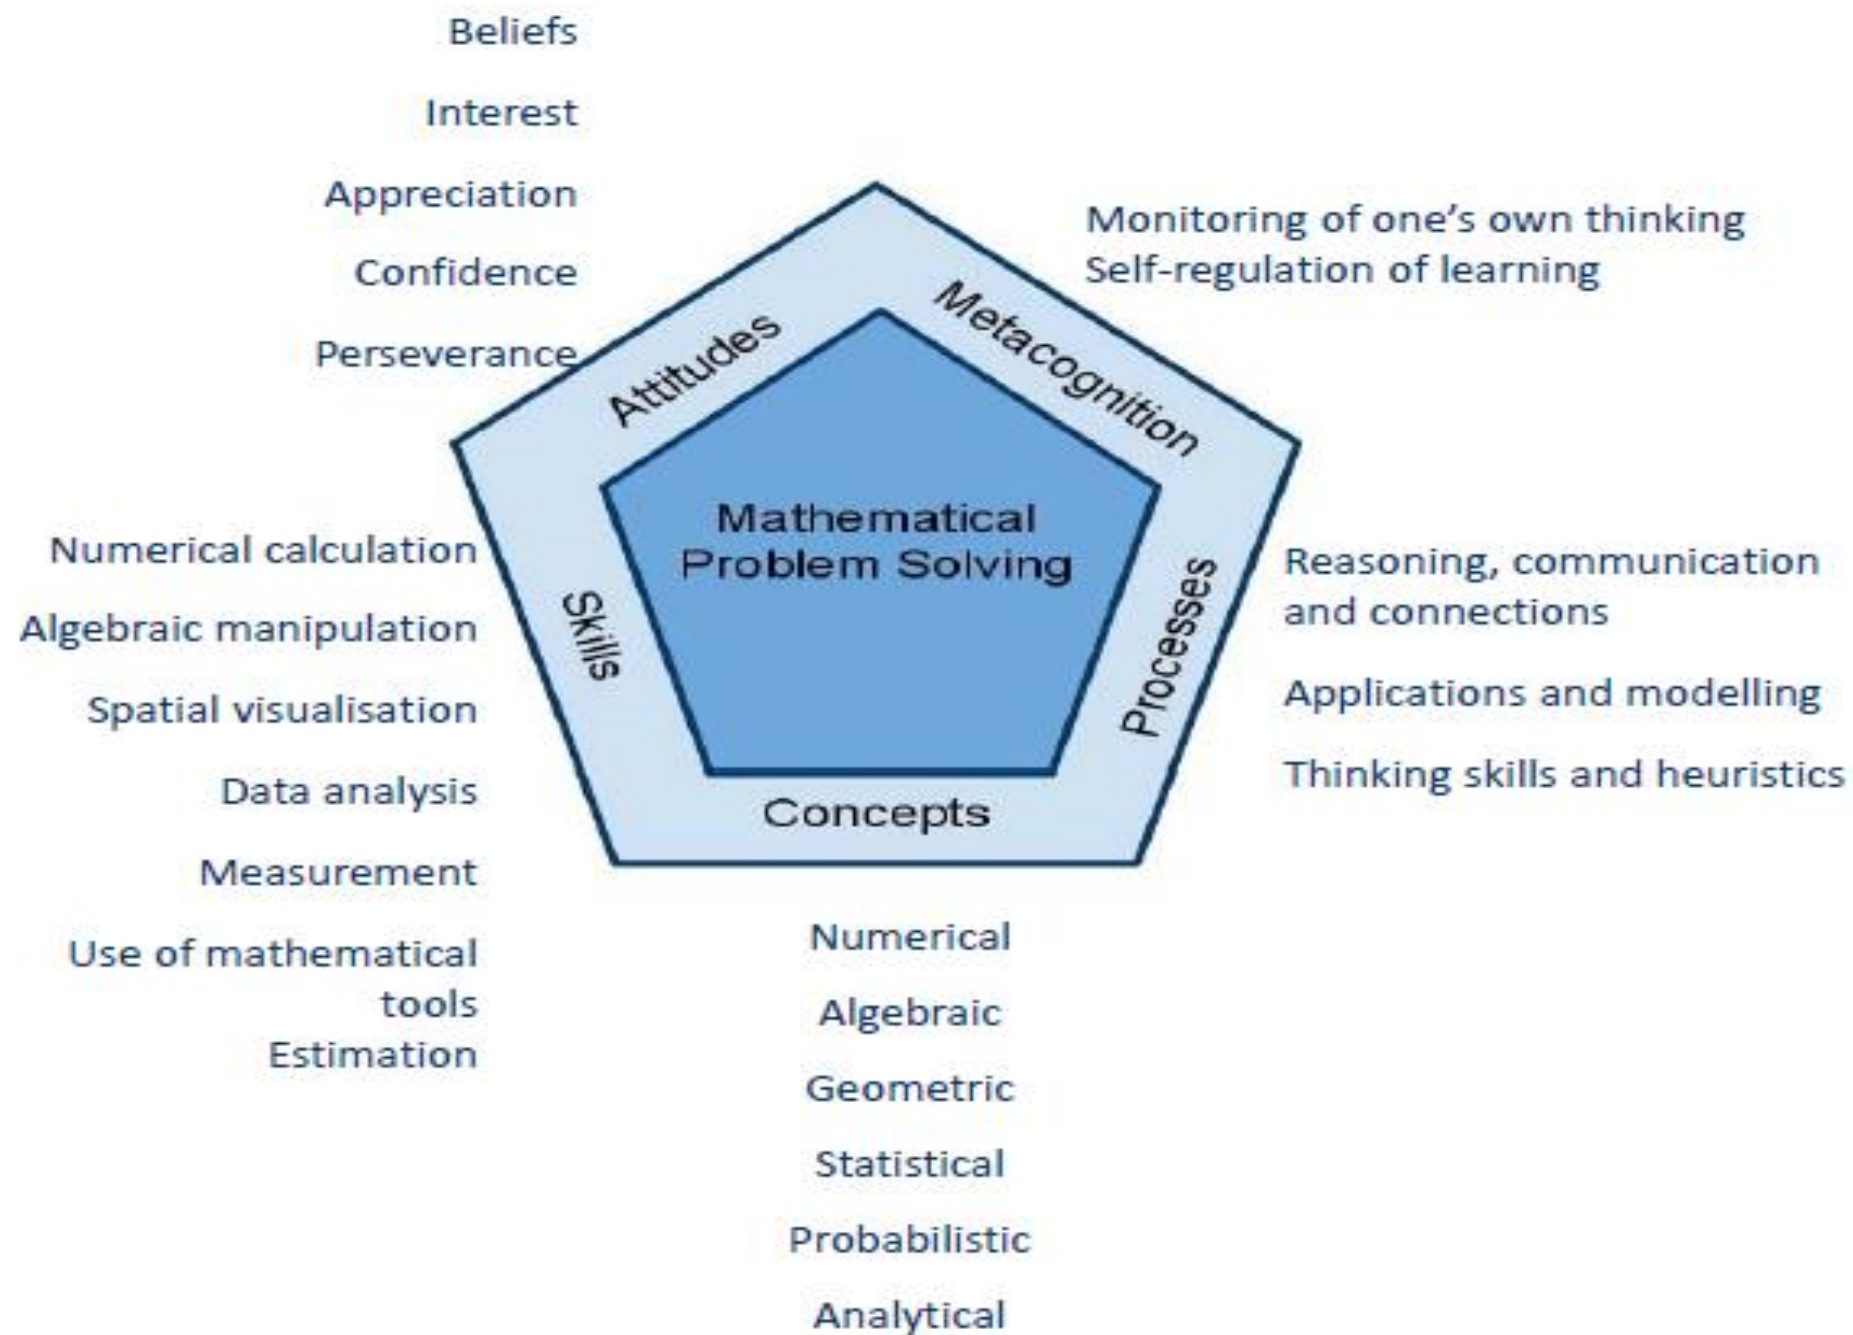 Beliefs
Interest
Appreciation
Confidence
Perseverance
Monitoring of one’s own thinking
Self-regulation of learning
Attitudes
Metacognition
Mathematical
Problem Solving
Numerical calculation
Algebraic manipulation
Spatial visualisation
Data analysis
Measurement
Use of mathematical
tools
Estimation
Skills
Processes
Reasoning, communication
and connections
Applications and modelling
Thinking skills and heuristics
Concepts
Numerical
Algebraic
Geometric
Statistical
Probabilistic
Analytical